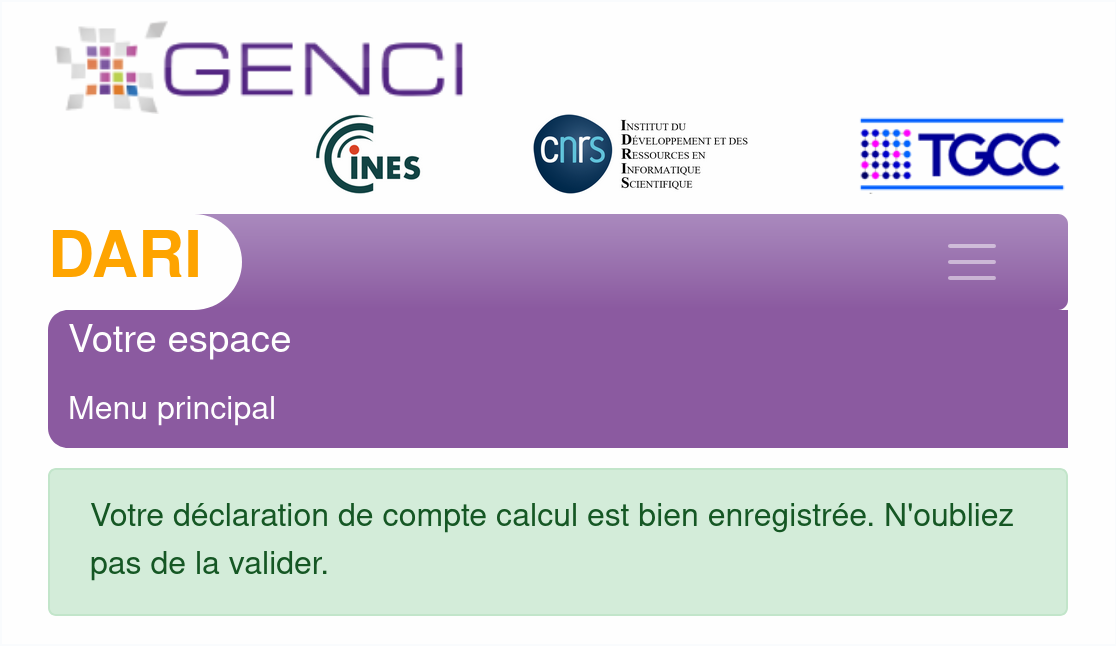 GENCI
CINES
cnrs
INSTITUT DU
DÉVELOPPEMENT ET DES
RESSOURCES EN
INFORMATIQUE
SCIENTIFIQUE
TGCC
DARI
Votre espace
Menu principal
Votre déclaration de compte calcul est bien enregistrée. N'oubliez
pas de la valider.